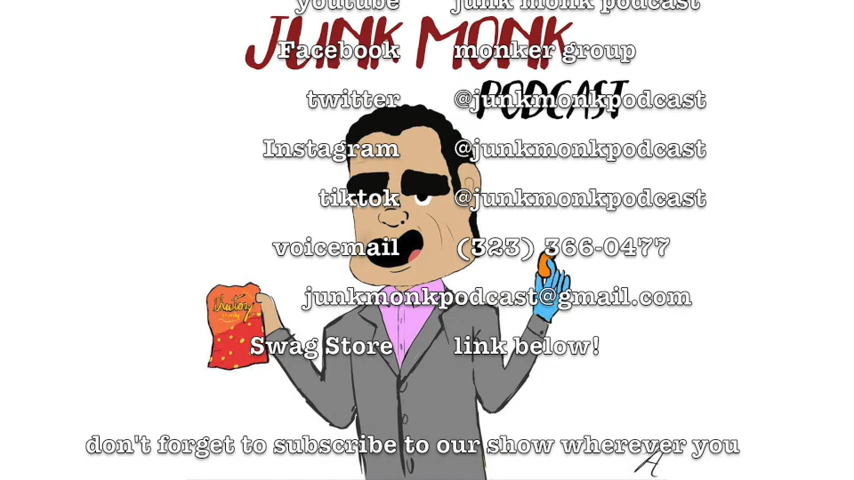 youtube junk monk podcast
JUNK MONK
Facebook monker group
PODCAST
twitter @junkmonkpodcast
Instagram @junkmonkpodcast
tiktok @junkmonkpodcast
voicemail (323) 366-0477
junkmonkpodcast@gmail.com
Swag Store link below!
don't forget to subscribe to our show wherever you